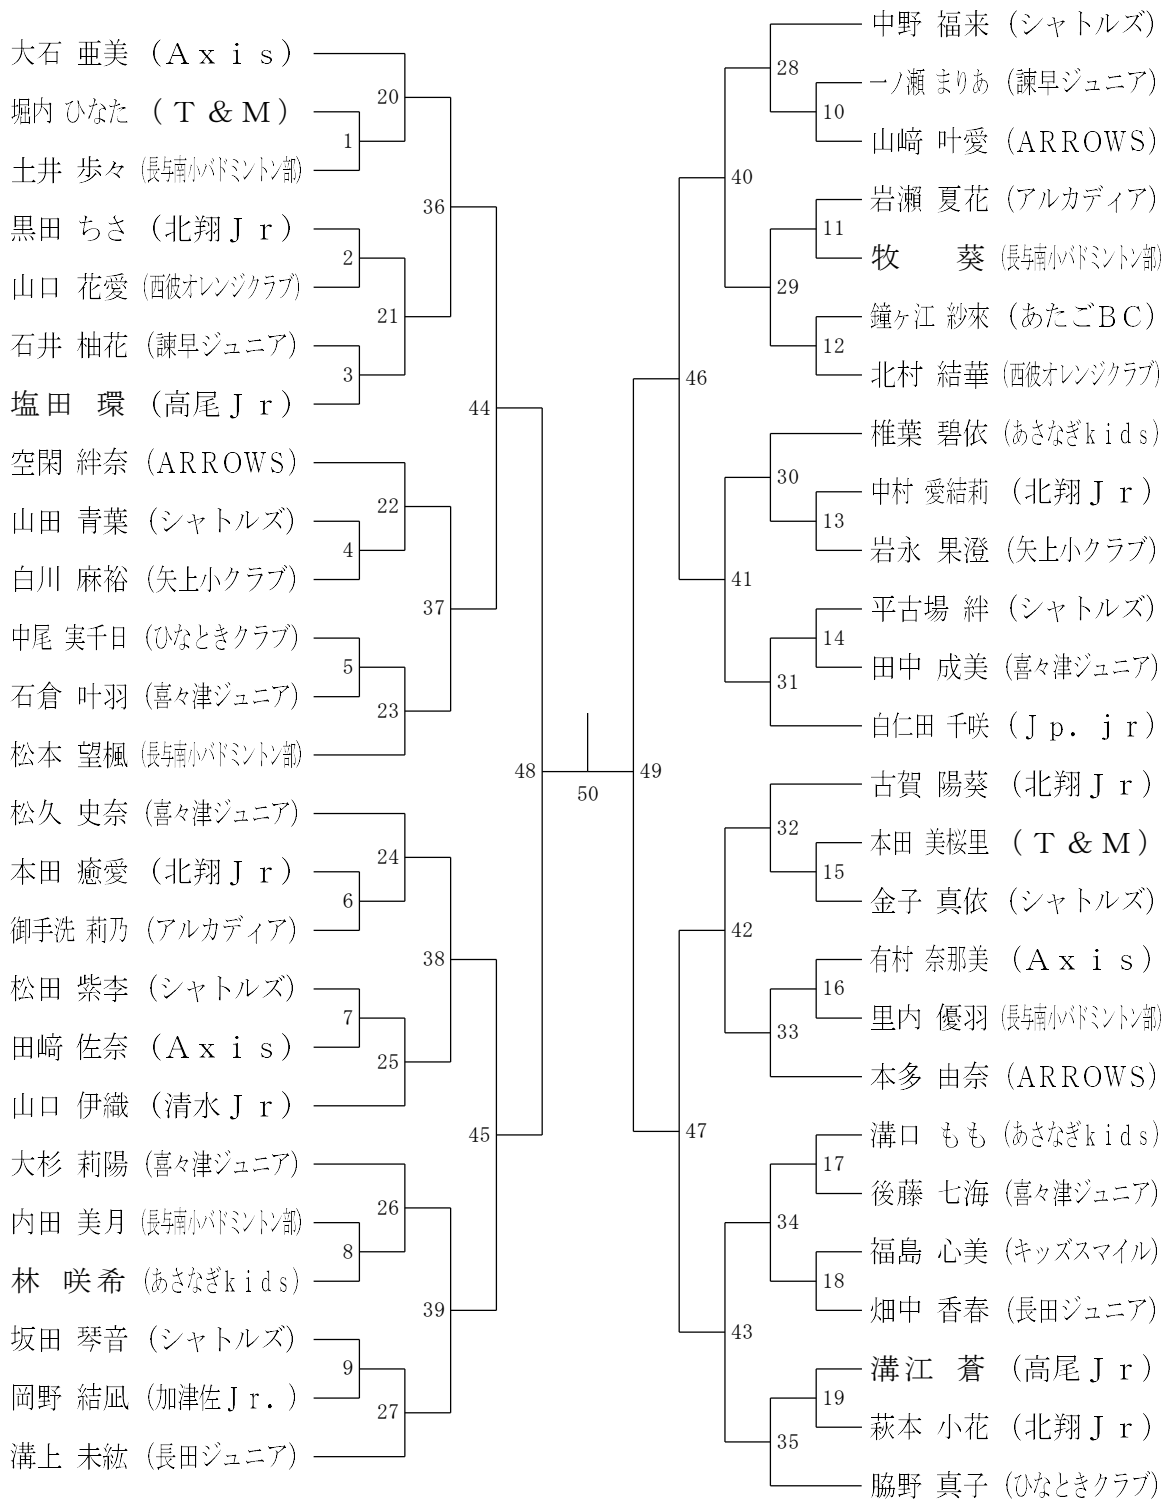 大石 亜美 (Ａｘｉｓ)
堀内 ひなた (Ｔ＆Ｍ)
土井 歩々 (長与南小バドミントン部)
黒田 ちさ (北翔Ｊｒ)
山口 花愛 (西彼オレンジクラブ)
石井 柚花 (諫早ジュニア)
塩田 環 (高尾Ｊｒ)
空閑 絆奈 (ARROWS)
山田 青葉 (シャトルズ)
白川 麻裕 (矢上小クラブ)
中尾 実千日 (ひなときクラブ)
石倉 叶羽 (喜々津ジュニア)
松本 望楓 (長与南小バドミントン部)
松久 史奈 (喜々津ジュニア)
本田 癒愛 (北翔Ｊｒ)
御手洗 莉乃 (アルカディア)
松田 紫李 (シャトルズ)
田﨑 佐奈 (Ａｘｉｓ)
山口 伊織 (清水Ｊｒ)
大杉 莉陽 (喜々津ジュニア)
内田 美月 (長与南小バドミントン部)
林 咲希 (あさなぎｋｉｄｓ)
坂田 琴音 (シャトルズ)
岡野 結凪 (加津佐Ｊｒ．)
溝上 未紘 (長田ジュニア)
1
2
3
4
5
6
7
8
9
20
21
22
23
24
25
26
27
36
37
38
39
44
45
48
50
49
46
47
40
41
42
43
28
29
30
31
32
33
34
35
10
11
12
13
14
15
16
17
18
19
中野 福来 (シャトルズ)
一ノ瀬 まりあ (諫早ジュニア)
山﨑 叶愛 (ARROWS)
岩瀬 夏花 (アルカディア)
牧 葵 (長与南小バドミントン部)
鐘ヶ江 紗來 (あたごＢＣ)
北村 結華 (西彼オレンジクラブ)
椎葉 碧依 (あさなぎｋｉｄｓ)
中村 愛結莉 (北翔Ｊｒ)
岩永 果澄 (矢上小クラブ)
平古場 絆 (シャトルズ)
田中 成美 (喜々津ジュニア)
白仁田 千咲 (Ｊｐ．ｊｒ)
古賀 陽葵 (北翔Ｊｒ)
本田 美桜里 (Ｔ＆Ｍ)
金子 真依 (シャトルズ)
有村 奈那美 (Ａｘｉｓ)
里内 優羽 (長与南小バドミントン部)
本多 由奈 (ARROWS)
溝口 もも (あさなぎｋｉｄｓ)
後藤 七海 (喜々津ジュニア)
福島 心美 (キッズスマイル)
畑中 香春 (長田ジュニア)
溝江 蒼 (高尾Ｊｒ)
萩本 小花 (北翔Ｊｒ)
脇野 真子 (ひなときクラブ)